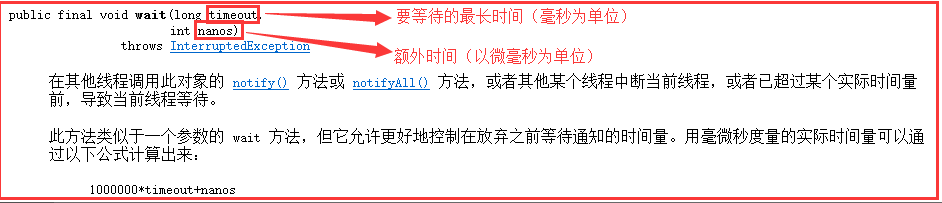 public final void wait(long timeout,
要等待的最长时间（毫秒为单位）
int nanos)
throws InterruptedException
额外时间（以微毫秒为单位）
在其他线程调用此对象的 notify() 方法或 notifyAll() 方法，或者其他某个线程中断当前线程，或者已超过某个实际时间量
前，导致当前线程等待。
此方法类似于一个参数的 wait 方法，但它允许更好地控制在放弃之前等待通知的时间量。用毫微秒度量的实际时间量可以通
过以下公式计算出来：
1000000*timeout+nanos